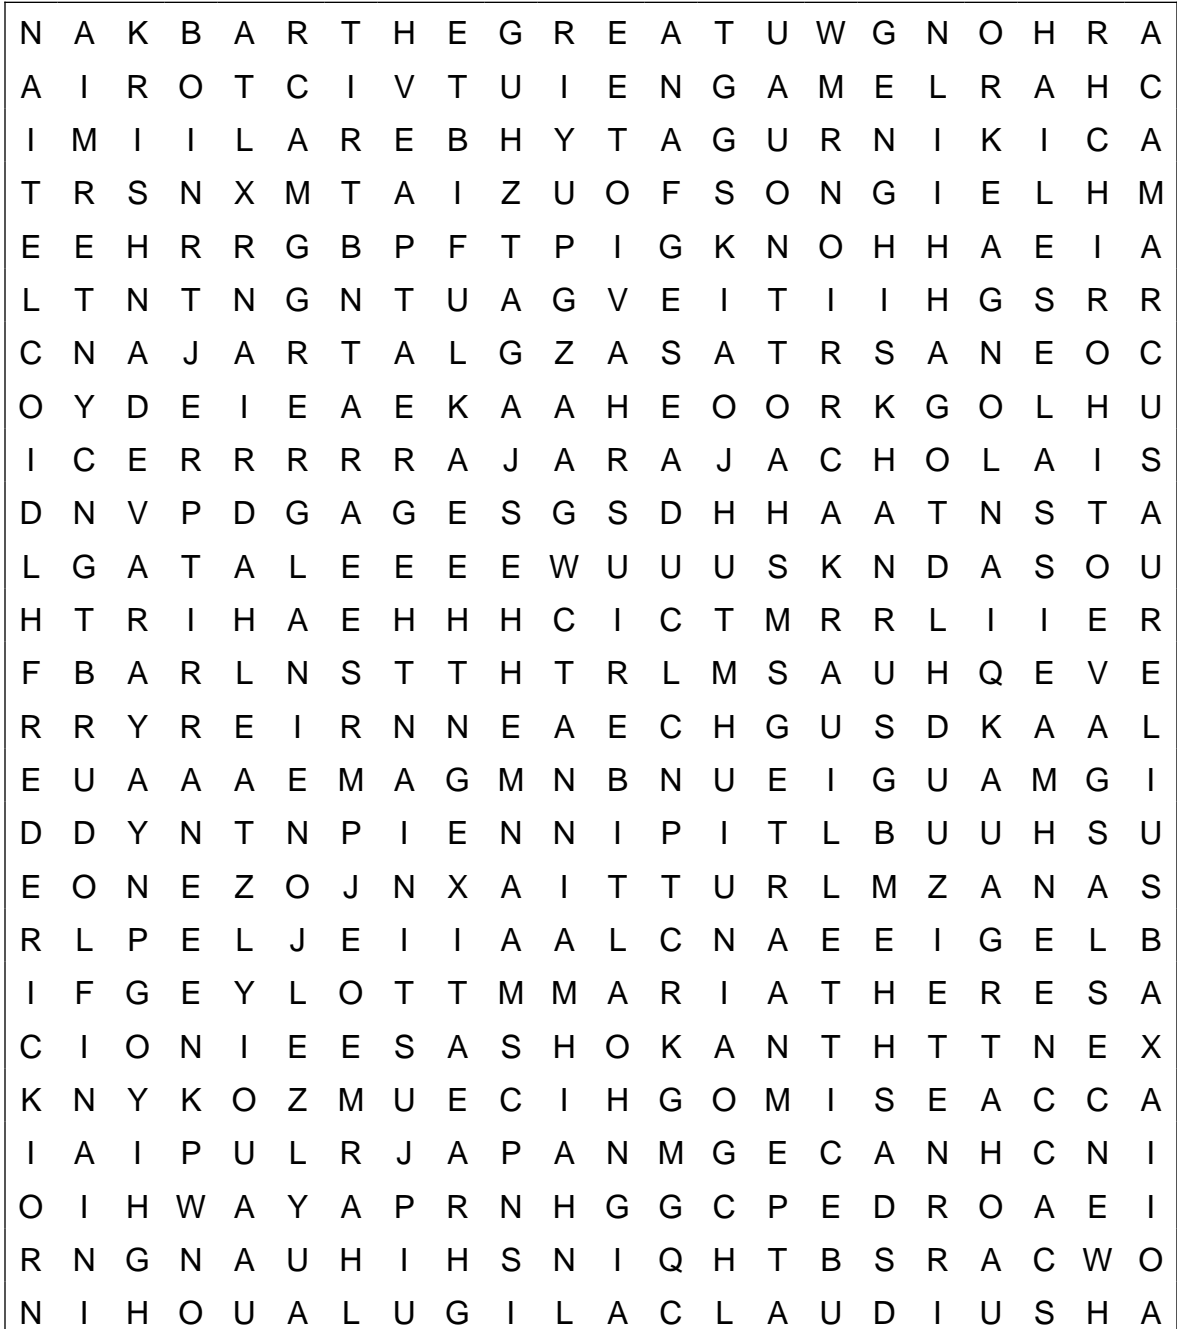 N A K B A R T H E G R E A T U W G N O H R A
A I R O T C I V T U I E N G A M E L R A H C
I M I I L A R E B H Y T A G U R N I K I C A
T R S N X M T A I Z U O F S O N G I E L H M
E E H R R G B P F T P I G K N O H H A E I A
L T N T N G N T U A G V E I T I I H G S R R
C N A J A R T A L G Z A S A T R S A N E O C
O Y D E I E A E K A A H E O O R K G O L H U
I C E R R R R R A J A R A J A C H O L A I S
D N V P D G A G E S G S D H H A A T N S T A
L G A T A L E E E E W U U U S K N D A S O U
H T R I H A E H H H C I C T M R R L I I E R
F B A R L N S T T H T R L M S A U H Q E V E
R R Y R E I R N N E A E C H G U S D K A A L
E U A A A E M A G M N B N U E I G U A M G I
D D Y N T N P I E N N I P I T L B U U H S U
E O N E Z O J N X A I T T U R L M Z A N A S
R L P E L J E I I A A L C N A E E I G E L B
I F G E Y L O T T M M A R I A T H E R E S A
C I O N I E E S A S H O K A N T H T T N E X
K N Y K O Z M U E C I H G O M I S E A C C A
I A I P U L R J A P A N M G E C A N H C N I
O I H W A Y A P R N H G G C P E D R O A E I
R N G N A U H I H S N I Q H T B S R A C W O
N I H O U A L U G I L A C L A U D I U S H A